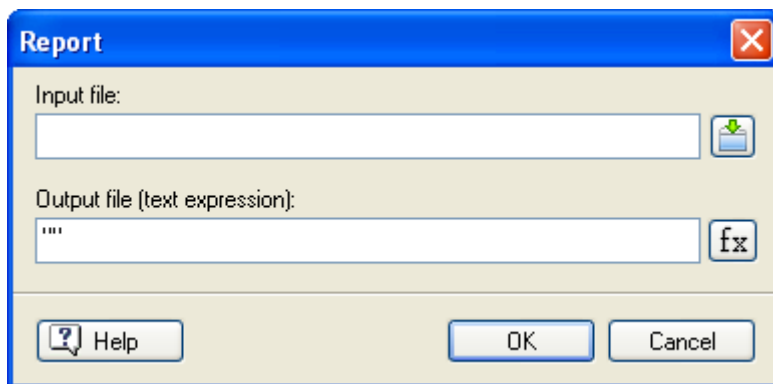 Report
Input file:
Output file (text expression):
""
fx
Help
OK
Cancel